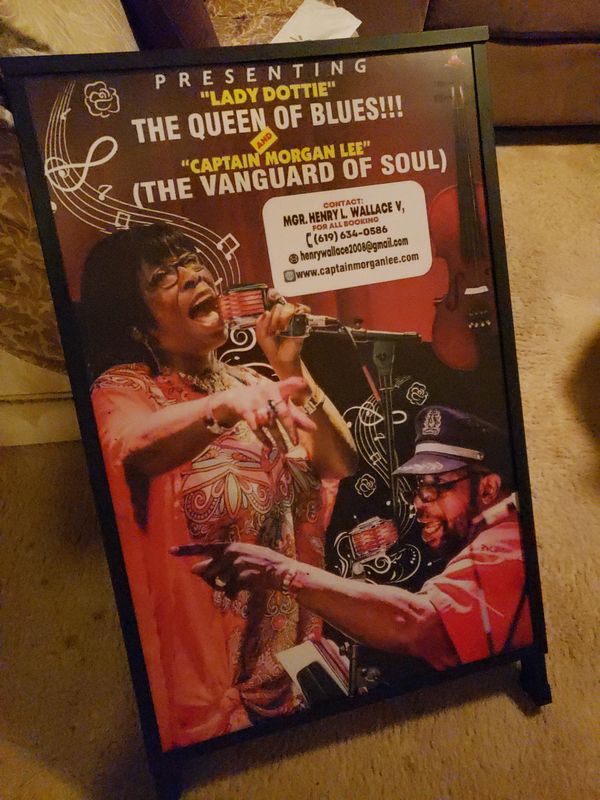 PRESENTING
"LADY DOTTIE"
THE QUEEN OF BLUES!!!
AND
"CAPTAIN MORGAN LEE"
(THE VANGUARD OF SOUL)
CONTACT:
MGR. HENRY L. WALLACE V,
FOR ALL BOOKING
(619) 634-0586
henrywallace2008@gmail.com
www.captainmorganlee.com